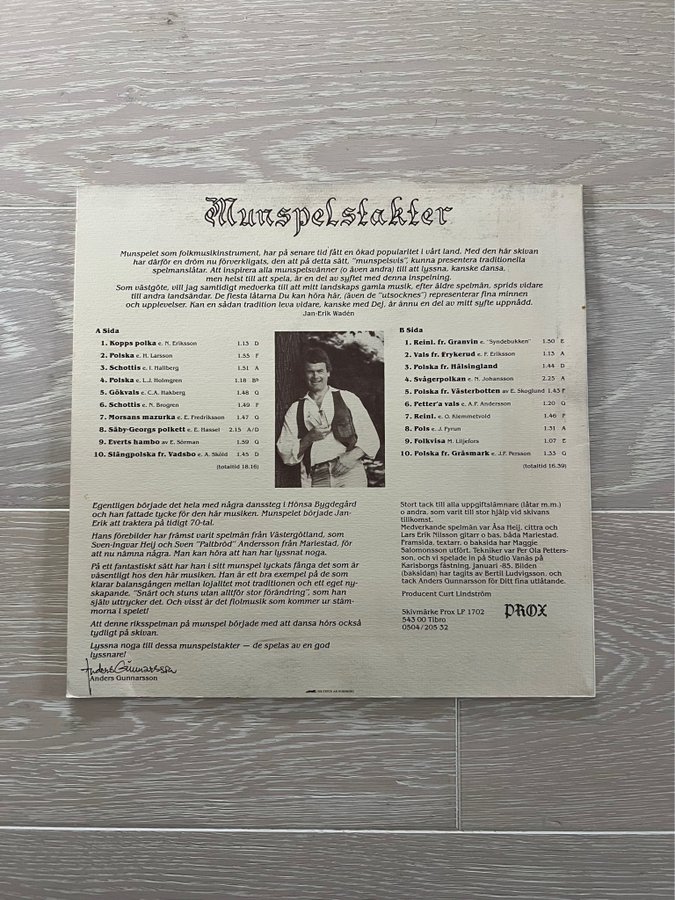 Munspelstakter
Munspelet som folkmusikinstrument, har på senare tid fått en ökad popularitet i vårt land. Med den här skivan
har därför en dröm nu förverkligats, den att på detta sätt, "munspelsvis", kunna presentera traditionella
spelmanslåtar. Att inspirera alla munspelsvänner (o även andra) till att lyssna, kanske dansa,
men helst till att spela, är en del av syftet med denna inspelning.
Som västgöte, vill jag samtidigt medverka till att mitt landskaps gamla musik, efter äldre spelmän, sprids vidare
till andra landsändar. De flesta låtarna Du kan höra här, (även de "utsocknes") representerar fina minnen
och upplevelser. Kan en sådan tradition leva vidare, kanske med Dej, är ännu en del av mitt syfte uppnådd.
Jan-Erik Wadén
A Sida
1. Kopps polka e. N. Eriksson 1.13 D
2. Polska e. H. Larsson 1.55 F
3. Schottis e. I. Hallberg 1.51 A
4. Polska e. L.J. Holmgren 1.18 Bb
5. Gökvals e. C.A. Hakberg 1.48 G
6. Schottis e. N. Brogren 1.49 F
7. Morsans mazurka e. E. Fredriksson 1.47 G
8. Säby-Georgs polkett e. E. Hassel 2.15 A/D
9. Everts hambo av E. Sörman 1.59 G
10. Slängpolska fr. Vadsbo e. A. Sköld 1.45 D
(totaltid 18.16)
B Sida
1. Reinl. fr. Granvin e. "Syndebukken" 1.50 E
2. Vals fr. Frykerud e. F. Eriksson 1.13 A
3. Polska fr. Hälsingland 1.44 D
4. Svågerpolkan e. N. Johansson 2.25 A
5. Polska fr. Västerbotten av E. Skoglund 1.43 F
6. Petter'a vals e. A.F. Andersson 1.20 G
7. Reinl. e. O. Klemmetvold 1.46 F
8. Pols e. J. Fyrun 1.31 A
9. Folkvisa M. Liljefors 1.07 E
10. Polska fr. Gräsmark e. J.P. Persson 1.33 G
(totaltid 16.39)
Egentligen började det hela med några danssteg i Hönsa Bygdegård
och han fattade tycke för den här musiken. Munspelet började Jan-
Erik att traktera på tidigt 70-tal.
Hans förebilder har främst varit spelmän från Västergötland, som
Sven-Ingvar Heij och Sven "Paltbröd" Andersson från Mariestad, för
att nu nämna några. Man kan höra att han har lyssnat noga.
På ett fantastiskt sätt har han i sitt munspel lyckats fånga det som är
väsentligt hos den här musiken. Han är ett bra exempel på de som
klarar balansgången mellan lojalitet mot traditionen och ett eget ny-
skapande. "Snärt och stuns utan alltför stor förändring", som han
själv uttrycker det. Och visst är det fiolmusik som kommer ur stäm-
morna i spelet!
Att denne riksspelman på munspel började med att dansa hörs också
tydligt på skivan.
Lyssna noga till dessa munspelstakter — de spelas av en god
lyssnare!
Anders Gunnarsson
Anders Gunnarsson
Stort tack till alla uppgiftslämnare (låtar m.m.)
o andra, som varit till stor hjälp vid skivans
tillkomst.
Medverkande spelmän var Åsa Heij, cittra och
Lars Erik Nilsson gitarr o bas, båda Mariestad.
Framsida, textarr. o baksida har Maggie
Salomonsson utfört. Tekniker var Per Ola Petters-
son, och vi spelade in på Studio Vanäs på
Karlsborgs fästning, januari -85. Bilden
(baksidan) har tagits av Bertil Ludvigsson, och
tack Anders Gunnarsson för Ditt fina utlåtande.
Producent Curt Lindström
Skivmärke Prox LP 1702
543 00 Tibro
0504/205 32
PROX